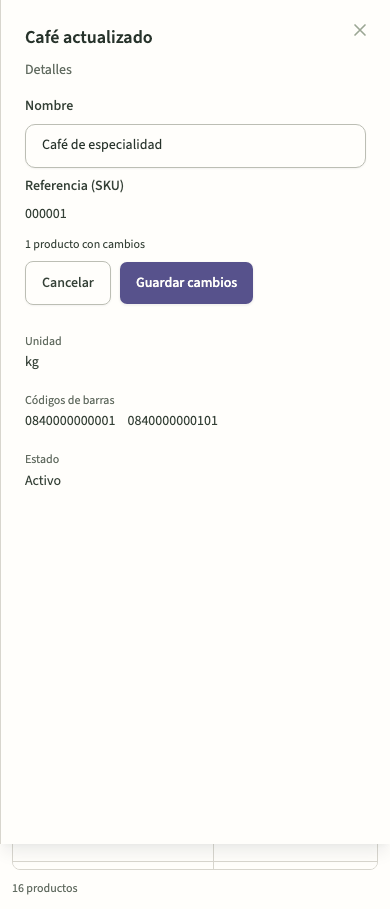 Café actualizado
Detalles
Nombre
Café de especialidad
Referencia (SKU)
000001
1 producto con cambios
Cancelar Guardar cambios
Unidad
kg
Códigos de barras
0840000000001 0840000000101
Estado
Activo
16 productos